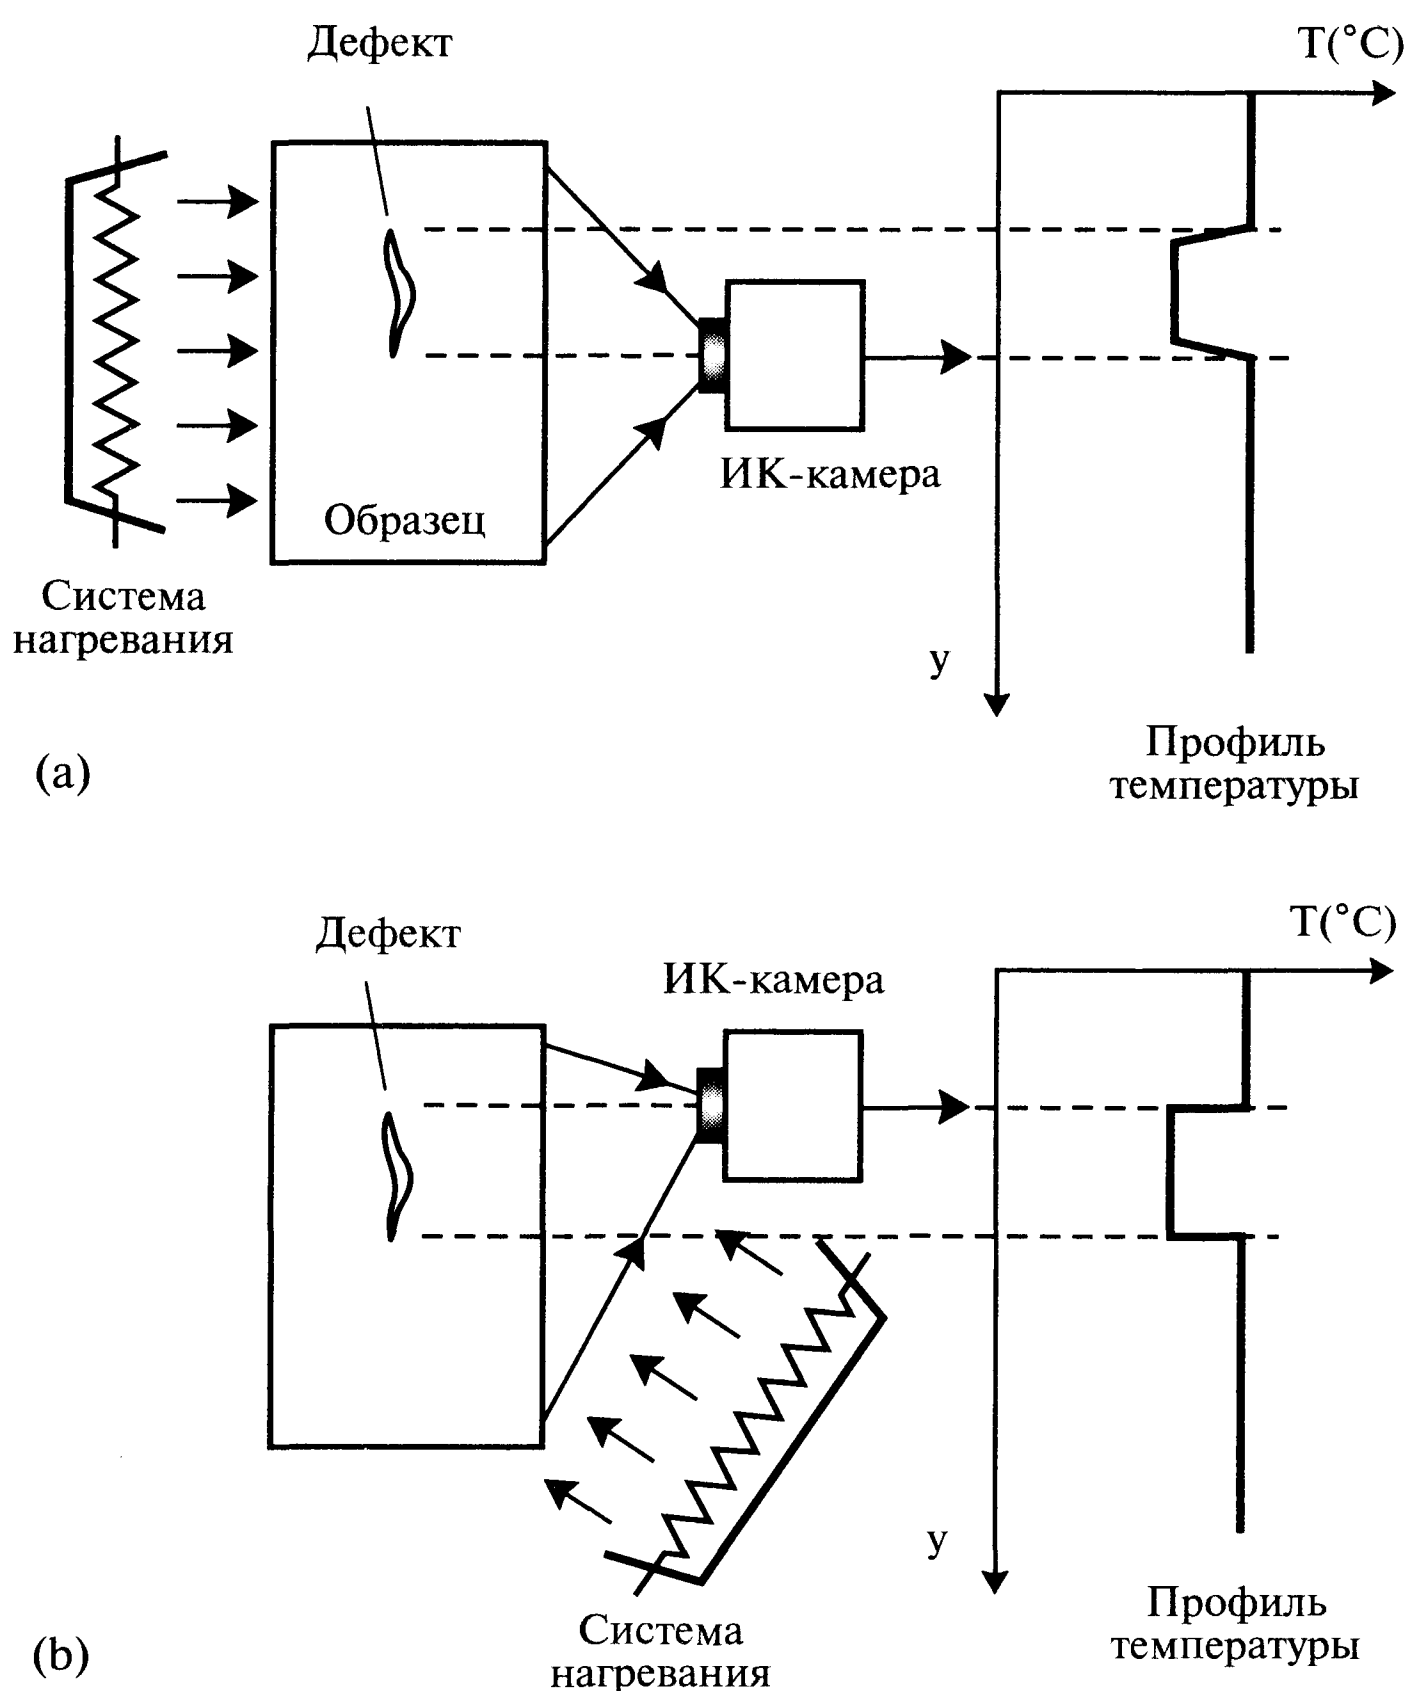 Дефект
T(°C)
ИК-камера
Образец
Система
нагревания
y
Профиль
температуры
(a)
Дефект
T(°C)
ИК-камера
y
Профиль
температуры
Система
нагревания
(b)